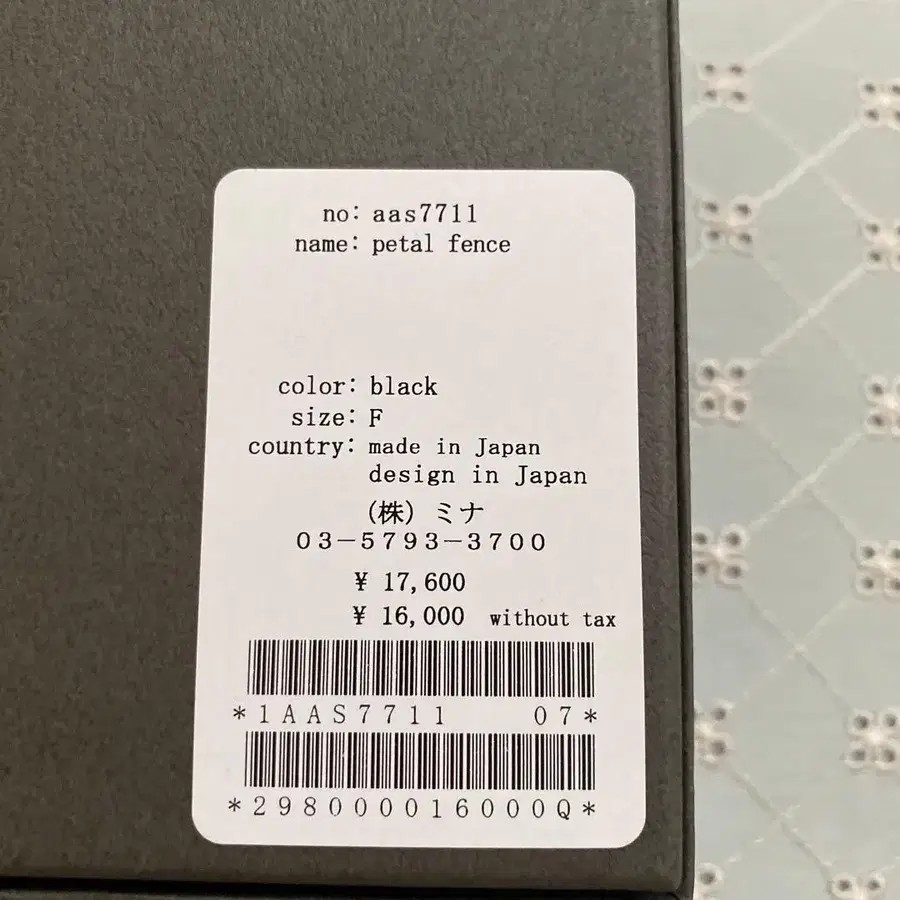 no: aas7711
name: petal fence
color: black
size: F
country: made in Japan
design in Japan
(株) ミナ
03-5793-3700
¥ 17,600
¥ 16,000 without tax
*1AAS7711 07*
*2980000016000Q*